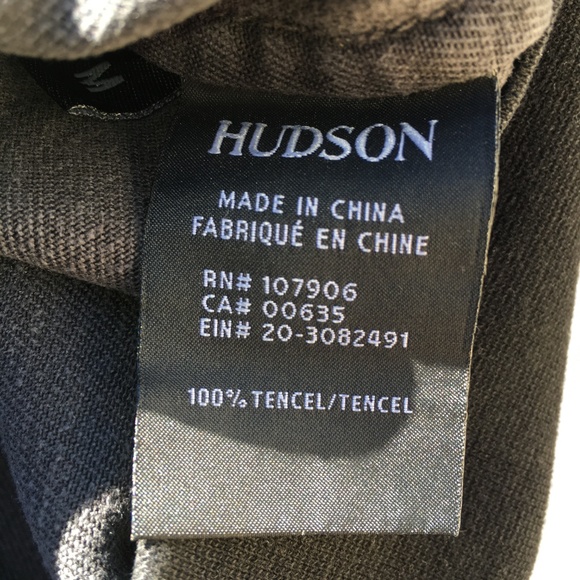 M
HUDSON
MADE IN CHINA
FABRIQUÉ EN CHINE
RN# 107906
CA# 00635
EIN# 20-3082491
100% TENCEL/TENCEL